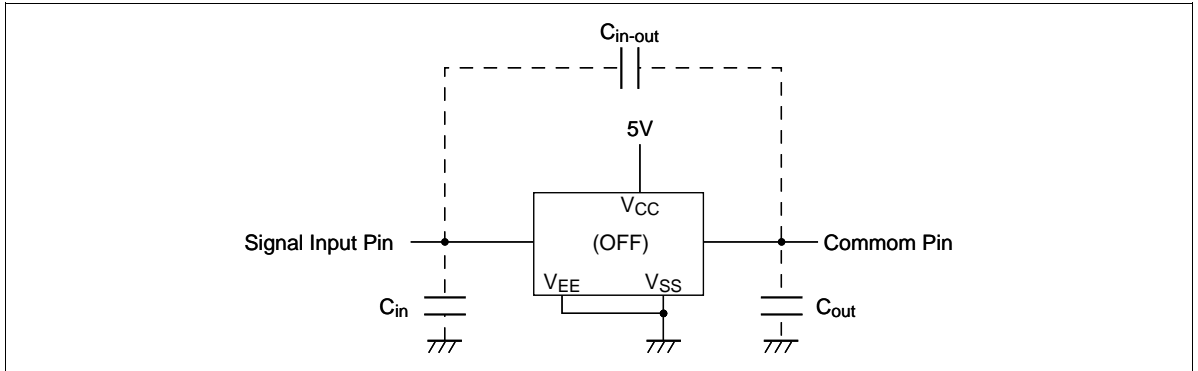 Cin-out
5V
VCC
Signal Input Pin
(OFF)
Commom Pin
VEE
VSS
Cin
Cout